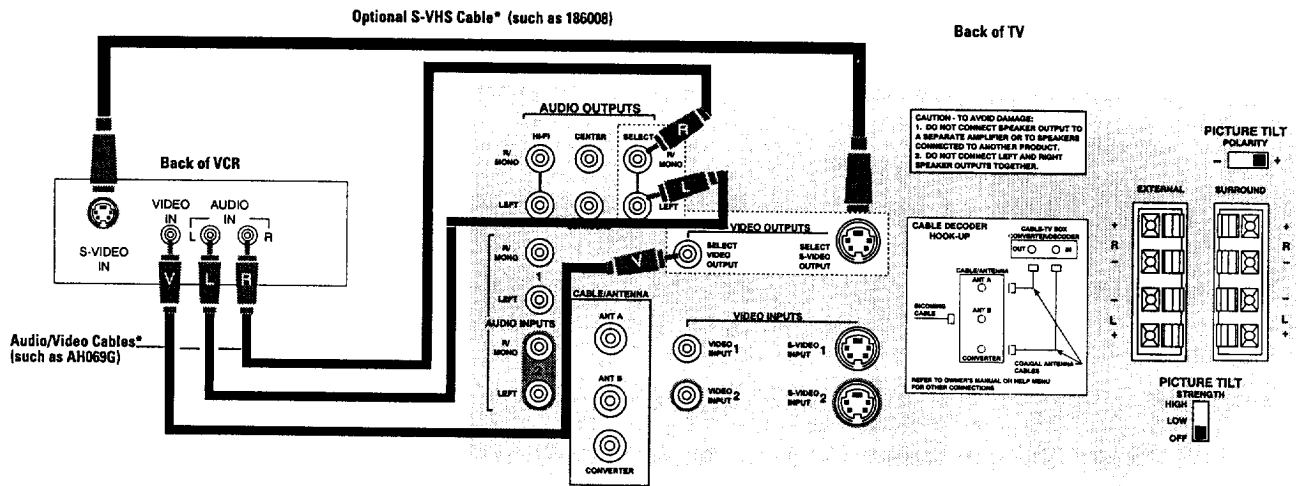 Optional S-VHS Cable* (such as 186008)
Back of TV
Back of VCR
S-VIDEO
IN
VIDEO
IN
AUDIO
IN
L
R
V
L
R
Audio/Video Cables*
(such as AH069G)
AUDIO OUTPUTS
HI-FI
CENTER
SELECT
R/
MONO
R/
MONO
LEFT
LEFT
R
L
V
VIDEO OUTPUTS
SELECT
VIDEO
OUTPUT
SELECT
S-VIDEO
OUTPUT
R/
MONO
1
LEFT
AUDIO INPUTS
R/
MONO
2
LEFT
CABLE/ANTENNA
ANT A
ANT B
CONVERTER
VIDEO INPUTS
VIDEO
INPUT 1
S-VIDEO
INPUT 1
VIDEO
INPUT 2
S-VIDEO
INPUT 2
CAUTION - TO AVOID DAMAGE:
1. DO NOT CONNECT SPEAKER OUTPUT TO
A SEPARATE AMPLIFIER OR TO SPEAKERS
CONNECTED TO ANOTHER PRODUCT.
2. DO NOT CONNECT LEFT AND RIGHT
SPEAKER OUTPUTS TOGETHER.
CABLE DECODER
HOOK-UP
CABLE-TV BOX
CONVERTER/DECODER
OUT
IN
CABLE/ANTENNA
ANT A
INCOMING
CABLE
ANT B
CONVERTER
COAXIAL ANTENNA
CABLES
REFER TO OWNER'S MANUAL OR HELP MENU
FOR OTHER CONNECTIONS
PICTURE TILT
POLARITY
- +
EXTERNAL
SURROUND
+
R
-
-
L
+
+
R
-
-
L
+
PICTURE TILT
STRENGTH
HIGH
LOW
OFF